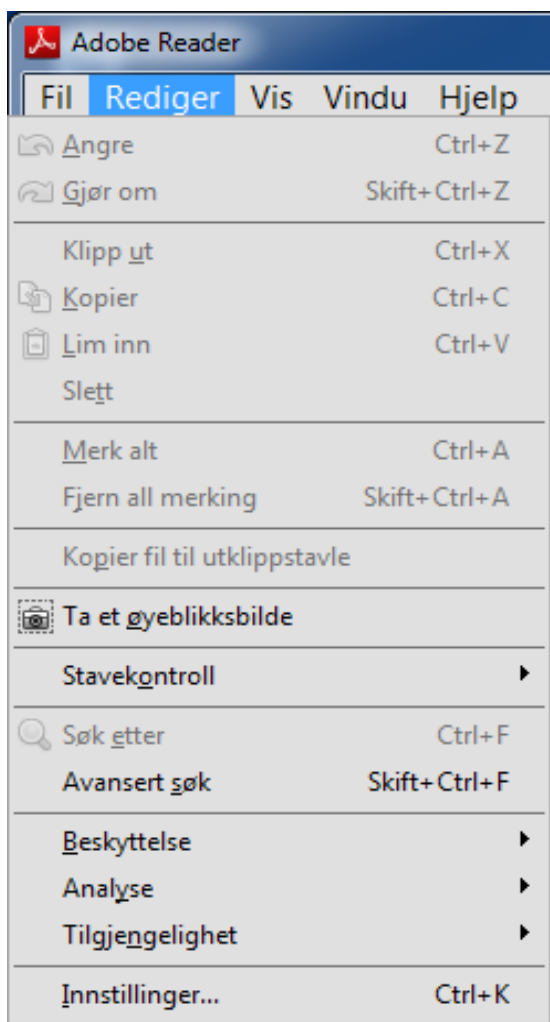 Adobe Reader
Fil Rediger Vis Vindu Hjelp
Angre Ctrl+Z
Gjør om Skift+Ctrl+Z
Klipp ut Ctrl+X
Kopier Ctrl+C
Lim inn Ctrl+V
Slett
Merk alt Ctrl+A
Fjern all merking Skift+Ctrl+A
Kopier fil til utklippstavle
Ta et øyeblikksbilde
Stavekontroll
Søk etter Ctrl+F
Avansert søk Skift+Ctrl+F
Beskyttelse
Analyse
Tilgjengelighet
Innstillinger... Ctrl+K